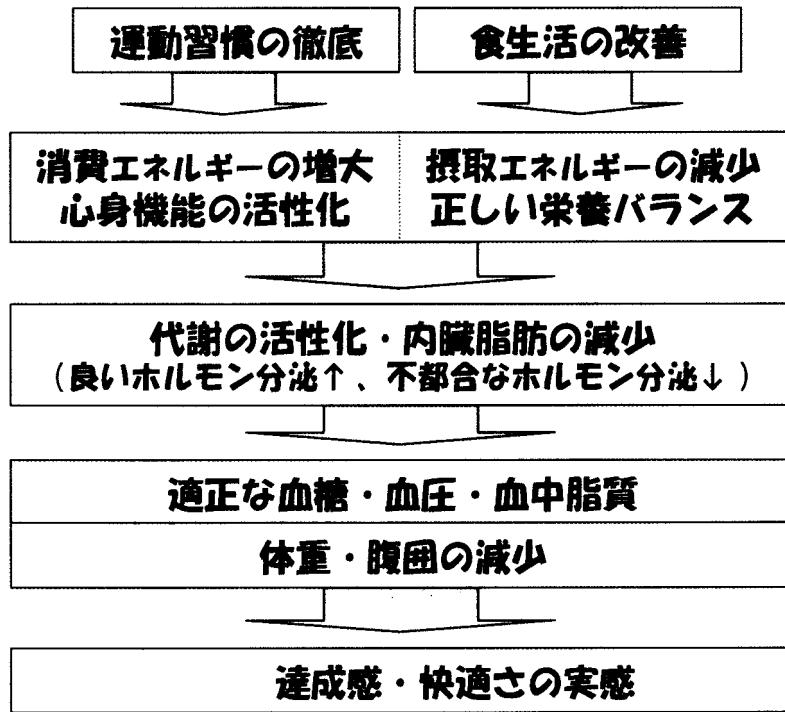 運動習慣の徹底
食生活の改善
消費エネルギーの増大
心身機能の活性化
摂取エネルギーの減少
正しい栄養バランス
代謝の活性化・内臓脂肪の減少
(良いホルモン分泌↑、不都合なホルモン分泌↓)
適正な血糖・血圧・血中脂質
体重・腹囲の減少
達成感・快適さの実感